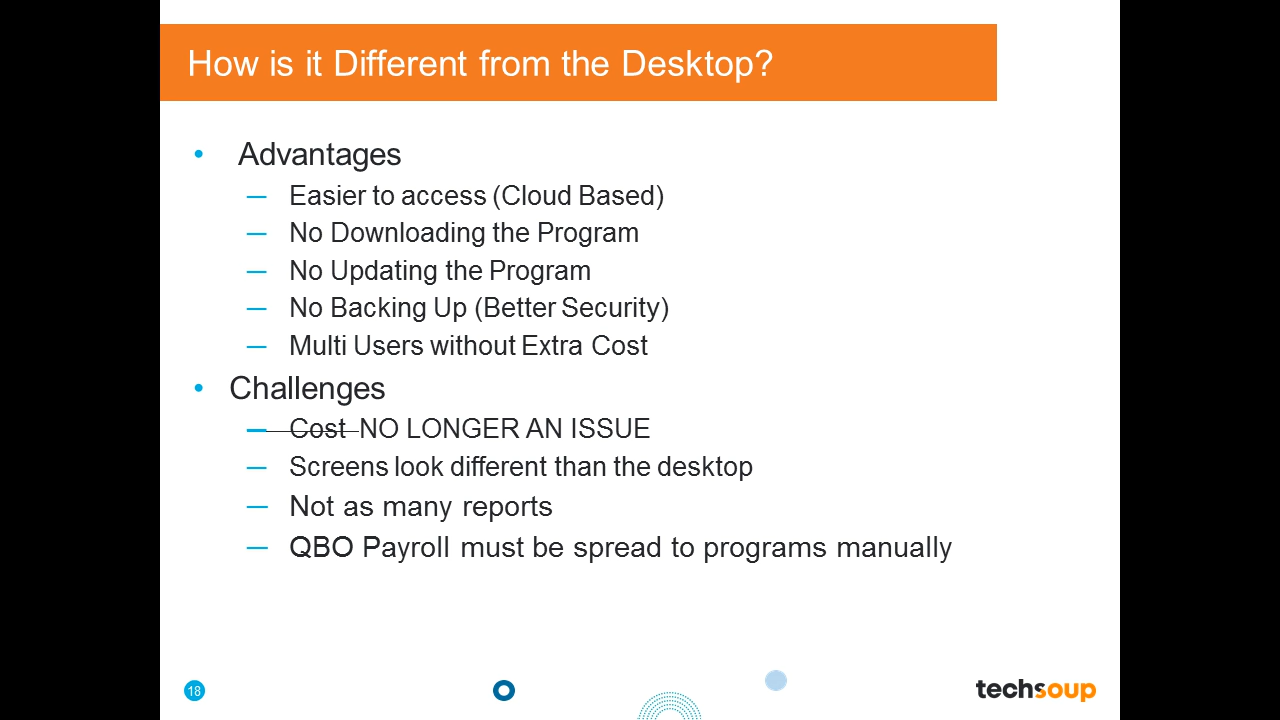 How is it Different from the Desktop?
• Advantages
— Easier to access (Cloud Based)
— No Downloading the Program
— No Updating the Program
— No Backing Up (Better Security)
— Multi Users without Extra Cost
• Challenges
— Cost NO LONGER AN ISSUE
— Screens look different than the desktop
— Not as many reports
— QBO Payroll must be spread to programs manually
18
techsoup